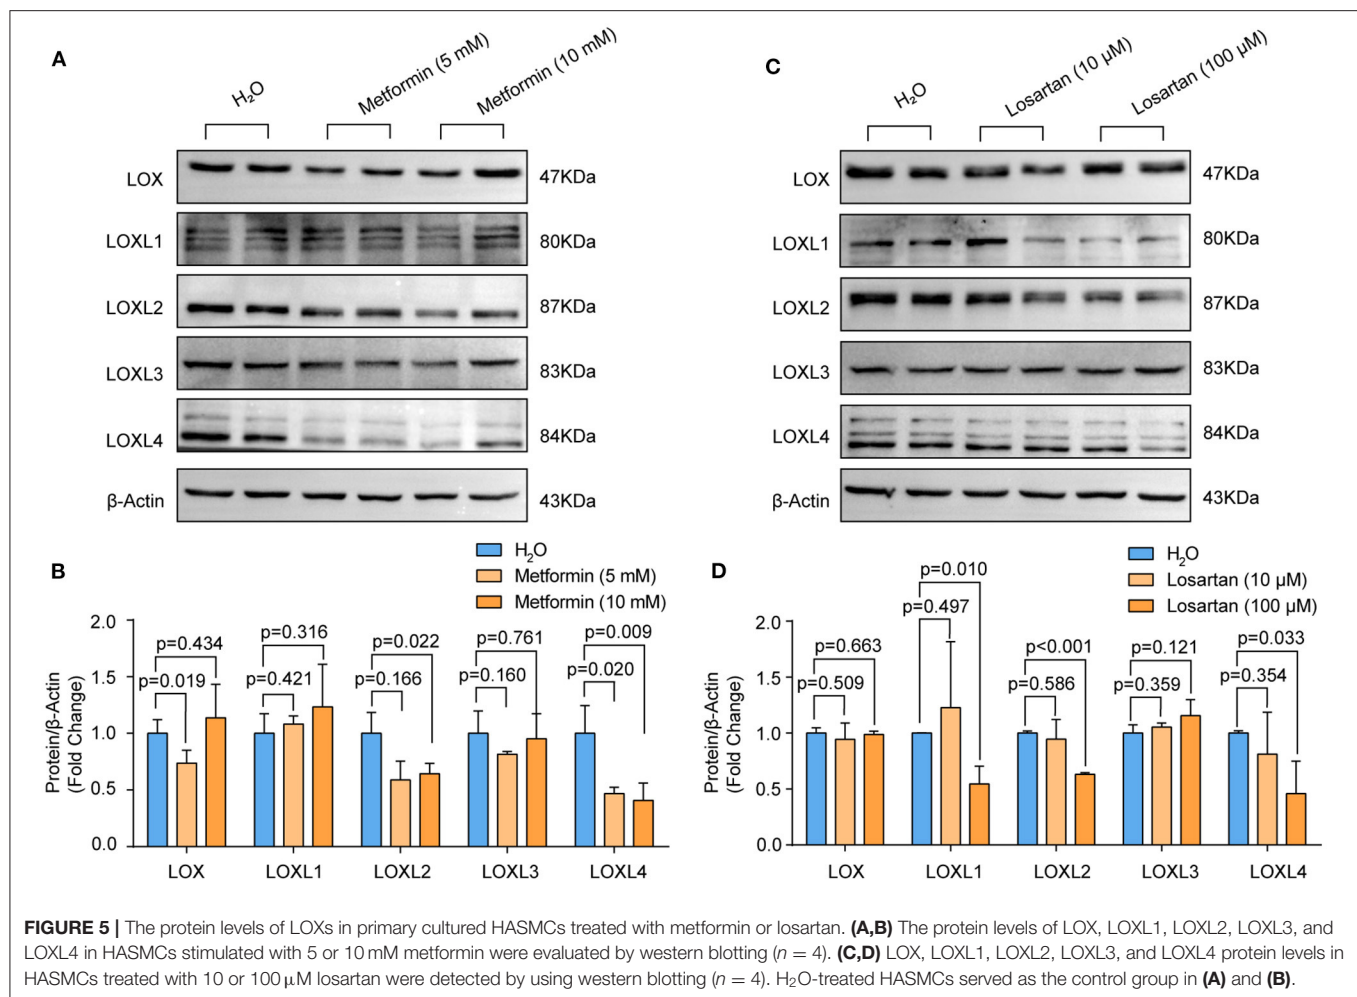 A
H₂O
Metformin (5 mM)
Metformin (10 mM)
LOX 47KDa
LOXL1 80KDa
LOXL2 87KDa
LOXL3 83KDa
LOXL4 84KDa
β-Actin 43KDa
C
H₂O
Losartan (10 µM)
Losartan (100 µM)
LOX 47KDa
LOXL1 80KDa
LOXL2 87KDa
LOXL3 83KDa
LOXL4 84KDa
β-Actin 43KDa
B
H₂O
Metformin (5 mM)
Metformin (10 mM)
Protein/β-Actin
(Fold Change)
2.0
1.5
1.0
0.5
0.0
p=0.434
p=0.019
p=0.316
p=0.421
p=0.022
p=0.166
p=0.761
p=0.160
p=0.009
p=0.020
LOX LOXL1 LOXL2 LOXL3 LOXL4
D
H₂O
Losartan (10 µM)
Losartan (100 µM)
Protein/β-Actin
(Fold Change)
2.0
1.5
1.0
0.5
0.0
p=0.663
p=0.509
p=0.010
p=0.497
p<0.001
p=0.586
p=0.121
p=0.359
p=0.033
p=0.354
LOX LOXL1 LOXL2 LOXL3 LOXL4
FIGURE 5 | The protein levels of LOXs in primary cultured HASMCs treated with metformin or losartan. (A,B) The protein levels of LOX, LOXL1, LOXL2, LOXL3, and
LOXL4 in HASMCs stimulated with 5 or 10 mM metformin were evaluated by western blotting (n = 4). (C,D) LOX, LOXL1, LOXL2, LOXL3, and LOXL4 protein levels in
HASMCs treated with 10 or 100 µM losartan were detected by using western blotting (n = 4). H₂O-treated HASMCs served as the control group in (A) and (B).